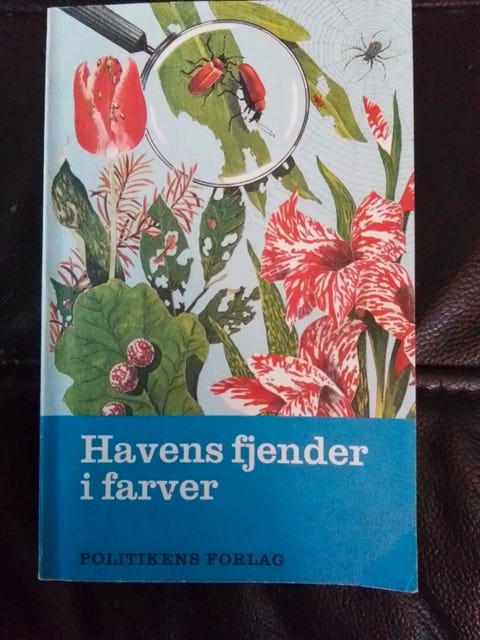 Havens fjender
i farver
POLITIKENS FORLAG